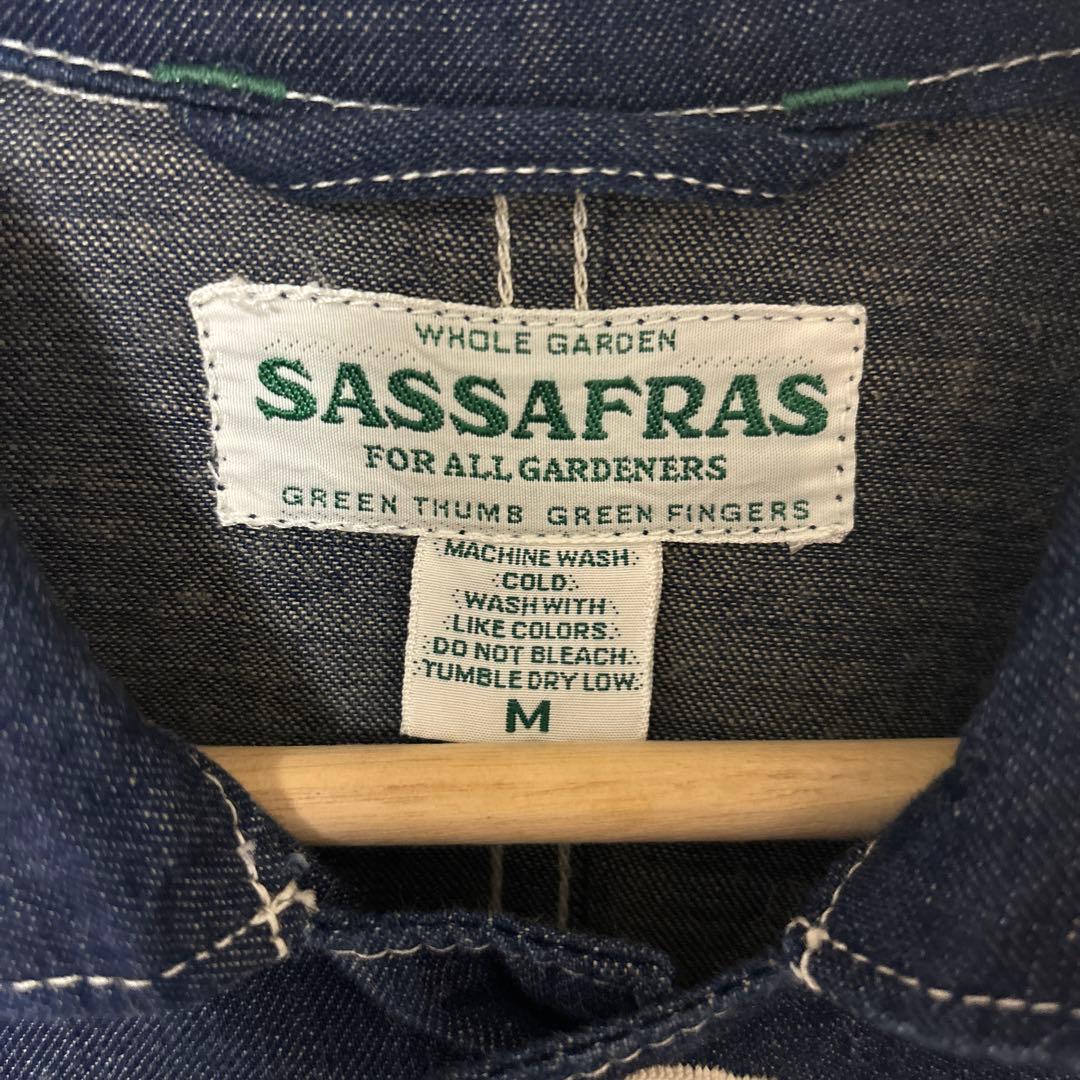 WHOLE GARDEN
SASSAFRAS
FOR ALL GARDENERS
GREEN THUMB GREEN FINGERS
MACHINE WASH
COLD
WASH WITH
LIKE COLORS
DO NOT BLEACH
TUMBLE DRY LOW
M